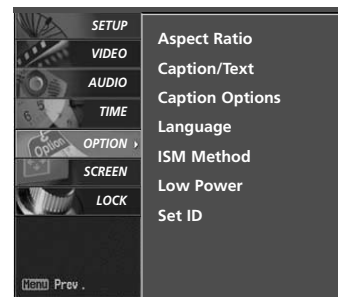 SETUP
VIDEO
AUDIO
TIME
OPTION
SCREEN
LOCK
Menu Prev.
Aspect Ratio
Caption/Text
Caption Options
Language
ISM Method
Low Power
Set ID